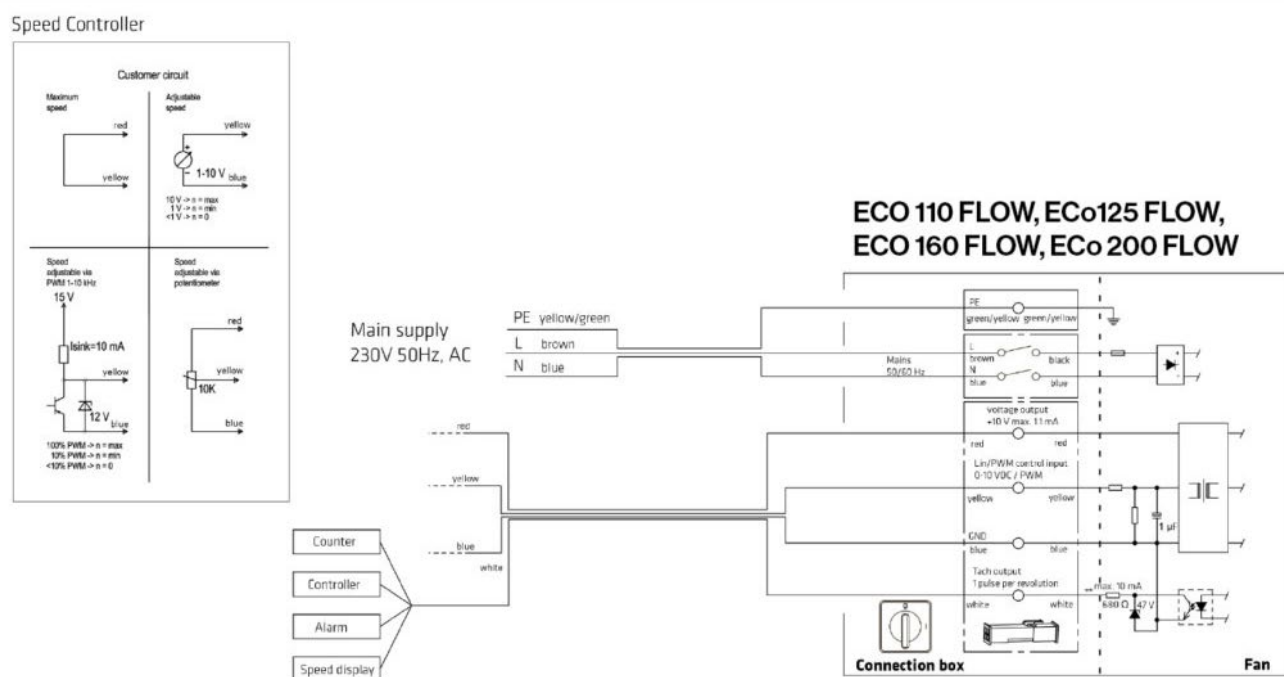 Speed Controller
Customer circuit
Maximum
speed
red
yellow
Adjustable
speed
yellow
+
1-10 V
-
blue
10 V -> n = max
1 V -> n = min
<1 V -> n = 0
Speed
adjustable via
PWM 1-10 kHz
15 V
Isink=10 mA
yellow
12 V
blue
100% PWM -> n = max
10% PWM -> n = min
<10% PWM -> n = 0
Speed
adjustable via
potentiometer
red
yellow
10K
blue
Main supply
230V 50Hz, AC
PE yellow/green
L brown
N blue
red
yellow
blue
white
Counter
Controller
Alarm
Speed display
ECO 110 FLOW, ECo125 FLOW,
ECO 160 FLOW, ECo 200 FLOW
PE
green/yellow green/yellow
Mains
50/60 Hz
L
brown black
N
blue blue
+
-
voltage output
+10 V max. 1.1 mA
red red
Lin/PWM control input
0-10 VDC / PWM
yellow yellow
1 µF
GND
blue blue
Tach output
1 pulse per revolution
white white
max. 10 mA
680 Ω 47 V
0
I
Connection box
Fan